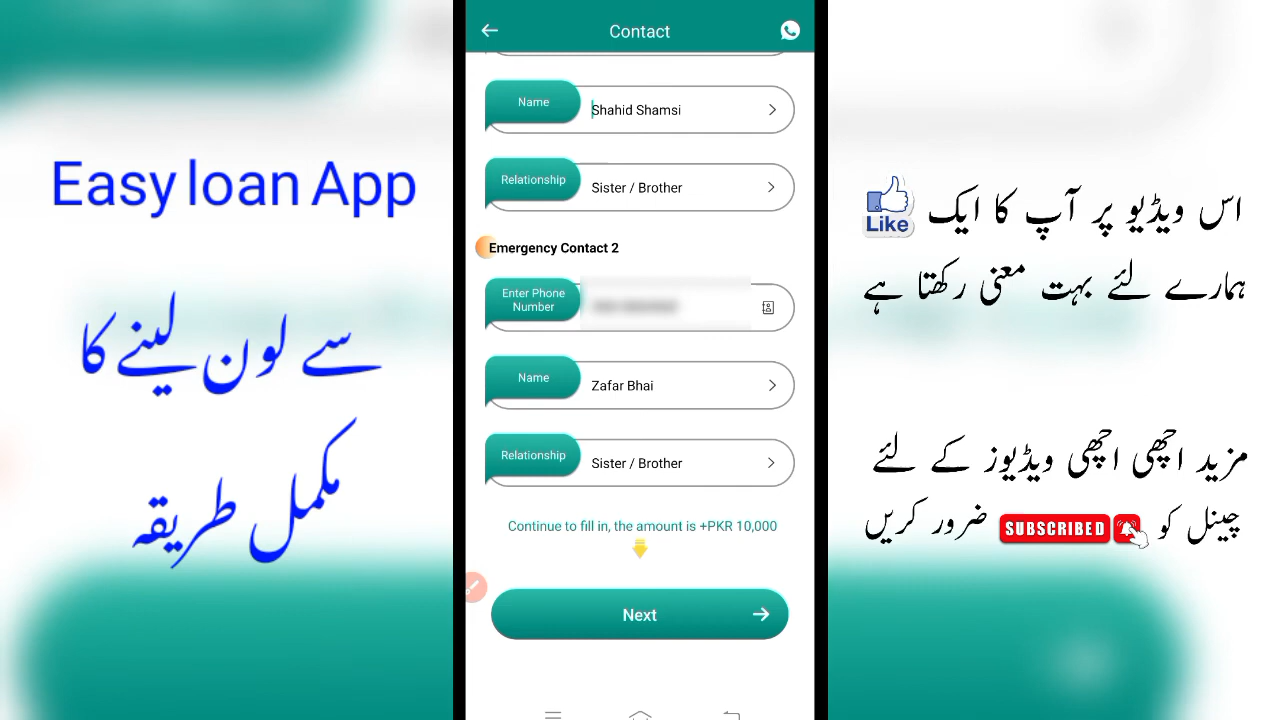 Easy loan App
سے لون لینے کا
مکمل طریقہ
Contact
Name
Shahid Shamsi
Relationship
Sister / Brother
Emergency Contact 2
Enter Phone
Number
Name
Zafar Bhai
Relationship
Sister / Brother
Continue to fill in, the amount is +PKR 10,000
Next
اس ویڈیو پر آپ کا ایک Like
ہمارے لئے بہت معنی رکھتا ہے
مزید اچھی اچھی ویڈیوز کے لئے
چینل کو SUBSCRIBED ضرور کریں